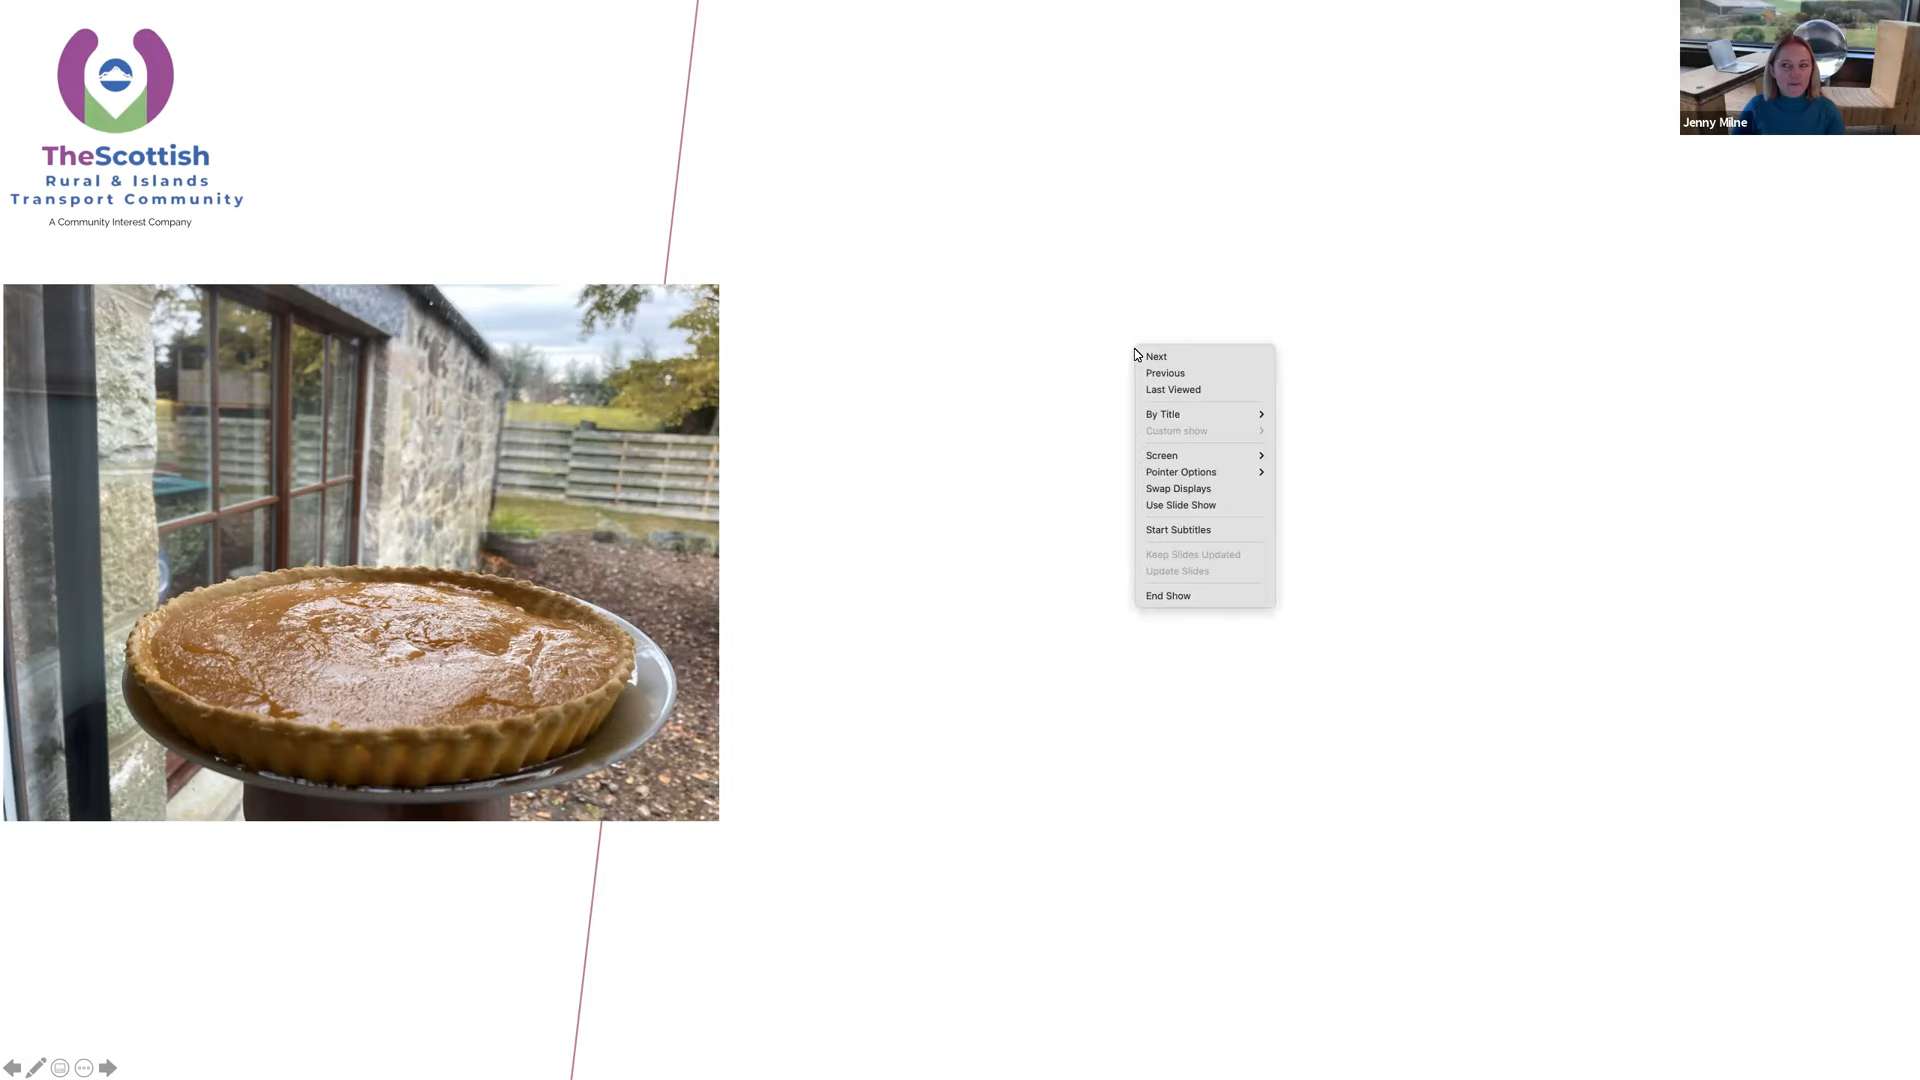 TheScottish
Rural & Islands
Transport Community
A Community Interest Company
Jenny Milne
Next
Previous
Last Viewed
By Title
Custom show
Screen
Pointer Options
Swap Displays
Use Slide Show
Start Subtitles
Keep Slides Updated
Update Slides
End Show